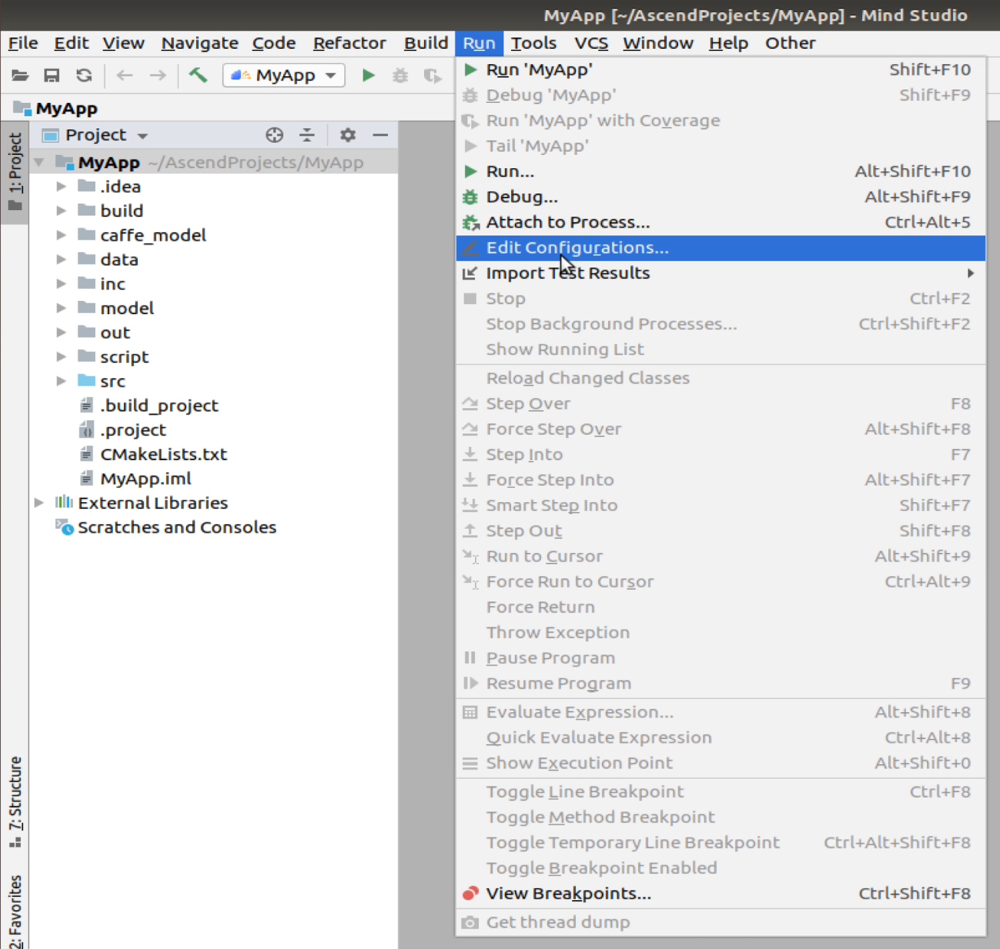 MyApp [~/AscendProjects/MyApp] - Mind Studio
File Edit View Navigate Code Refactor Build Run Tools VCS Window Help Other
MyApp
MyApp
Project
1: Project
MyApp ~/AscendProjects/MyApp
.idea
build
caffe_model
data
inc
model
out
script
src
.build_project
.project
CMakeLists.txt
MyApp.iml
External Libraries
Scratches and Consoles
7: Structure
2: Favorites
Run 'MyApp' Shift+F10
Debug 'MyApp' Shift+F9
Run 'MyApp' with Coverage
Tail 'MyApp'
Run... Alt+Shift+F10
Debug... Alt+Shift+F9
Attach to Process... Ctrl+Alt+5
Edit Configurations...
Import Test Results
Stop Ctrl+F2
Stop Background Processes... Ctrl+Shift+F2
Show Running List
Reload Changed Classes
Step Over F8
Force Step Over Alt+Shift+F8
Step Into F7
Force Step Into Alt+Shift+F7
Smart Step Into Shift+F7
Step Out Shift+F8
Run to Cursor Alt+Shift+9
Force Run to Cursor Ctrl+Alt+9
Force Return
Throw Exception
Pause Program
Resume Program F9
Evaluate Expression... Alt+Shift+8
Quick Evaluate Expression Ctrl+Alt+8
Show Execution Point Alt+Shift+0
Toggle Line Breakpoint Ctrl+F8
Toggle Method Breakpoint
Toggle Temporary Line Breakpoint Ctrl+Alt+Shift+F8
Toggle Breakpoint Enabled
View Breakpoints... Ctrl+Shift+F8
Get thread dump